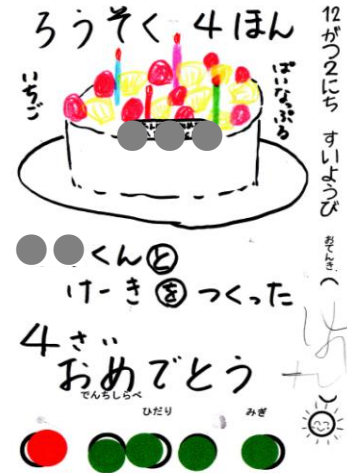 12がつ2にち すいようび
おてんき
はれ
ろうそく 4ほん
ぱいなっぷる
いちご
くんと
けーきをつくった
4さい
おめでとう
でんちしらべ
ひだり
みぎ